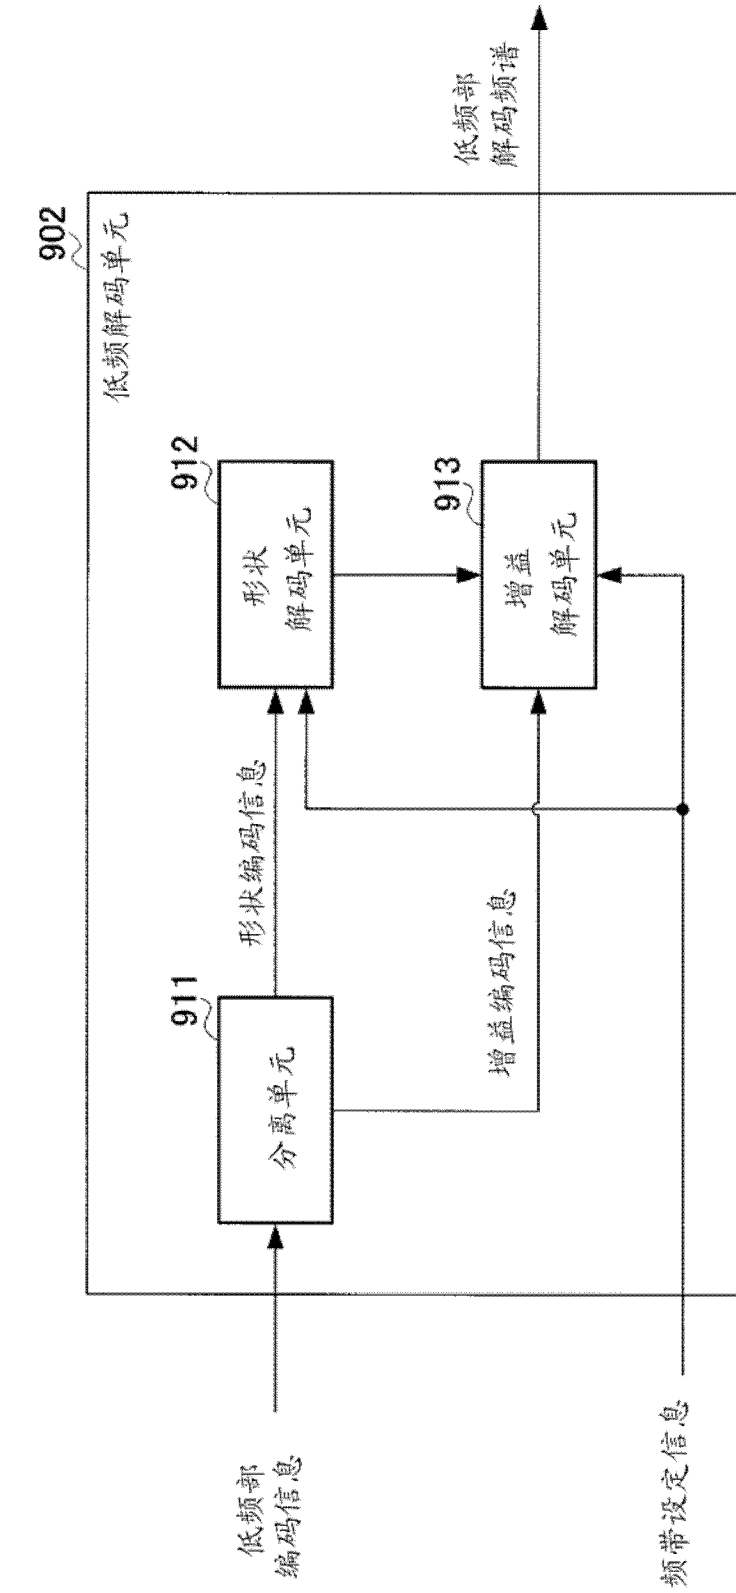 902
低频解码单元
低频部
编码信息
911
分离单元
形状编码信息
912
形状
解码单元
增益编码信息
913
增益
解码单元
低频部
解码频谱
频带设定信息